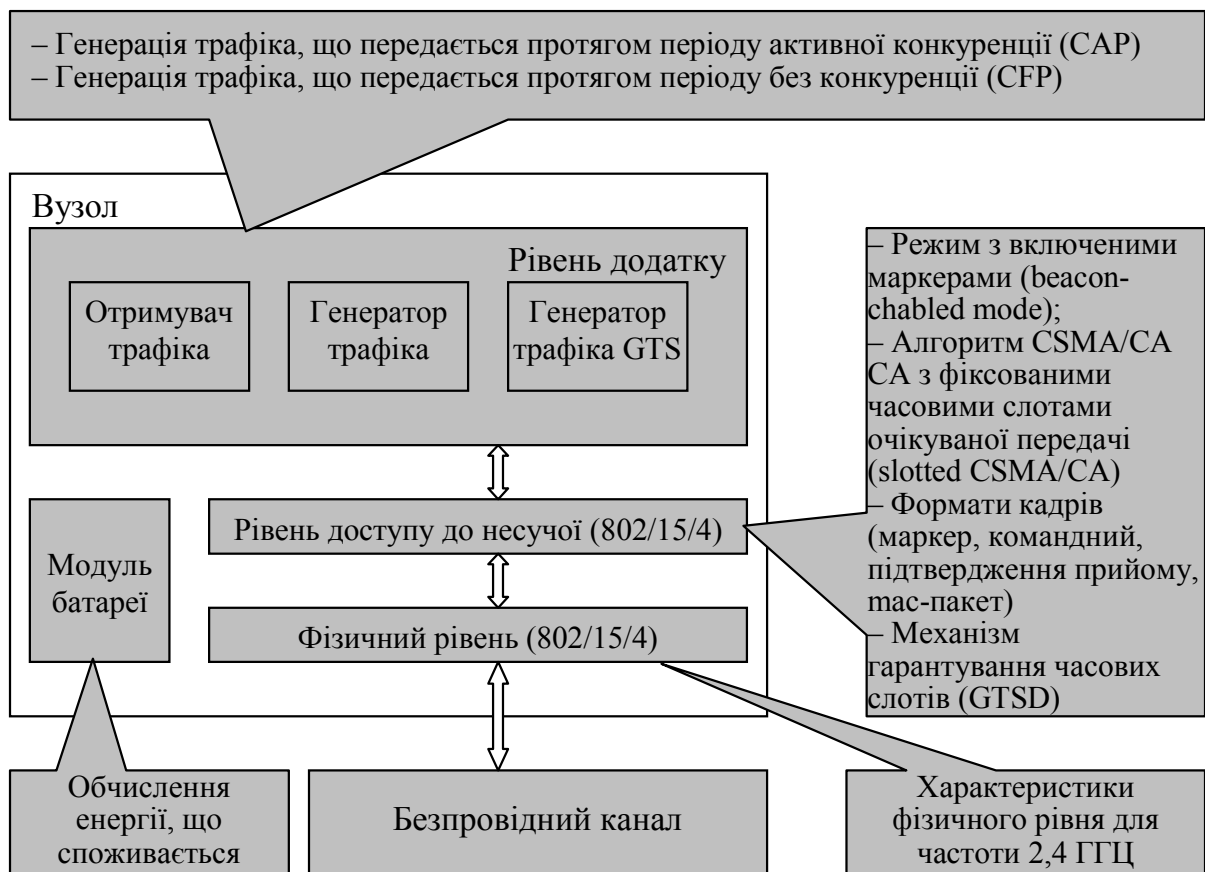 – Генерація трафіка, що передається протягом періоду активної конкуренції (CAP)
– Генерація трафіка, що передається протягом періоду без конкуренції (CFP)
Вузол
Рівень додатку
Отримувач
трафіка
Генератор
трафіка
Генератор
трафіка GTS
– Режим з включеними
маркерами (beacon-
chabled mode);
– Алгоритм CSMA/CA
CA з фіксованими
часовими слотами
очікуваної передачі
(slotted CSMA/CA)
– Формати кадрів
(маркер, командний,
підтвердження прийому,
mac-пакет)
– Механізм
гарантування часових
слотів (GTSD)
Модуль
батареї
Рівень доступу до несучої (802/15/4)
Фізичний рівень (802/15/4)
Обчислення
енергії, що
споживається
Безпровідний канал
Характеристики
фізичного рівня для
частоти 2,4 ГГЦ